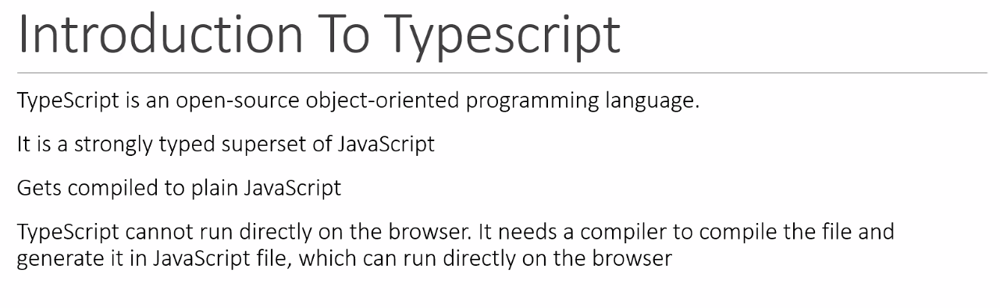 Introduction To Typescript
TypeScript is an open-source object-oriented programming language.
It is a strongly typed superset of JavaScript
Gets compiled to plain JavaScript
TypeScript cannot run directly on the browser. It needs a compiler to compile the file and
generate it in JavaScript file, which can run directly on the browser